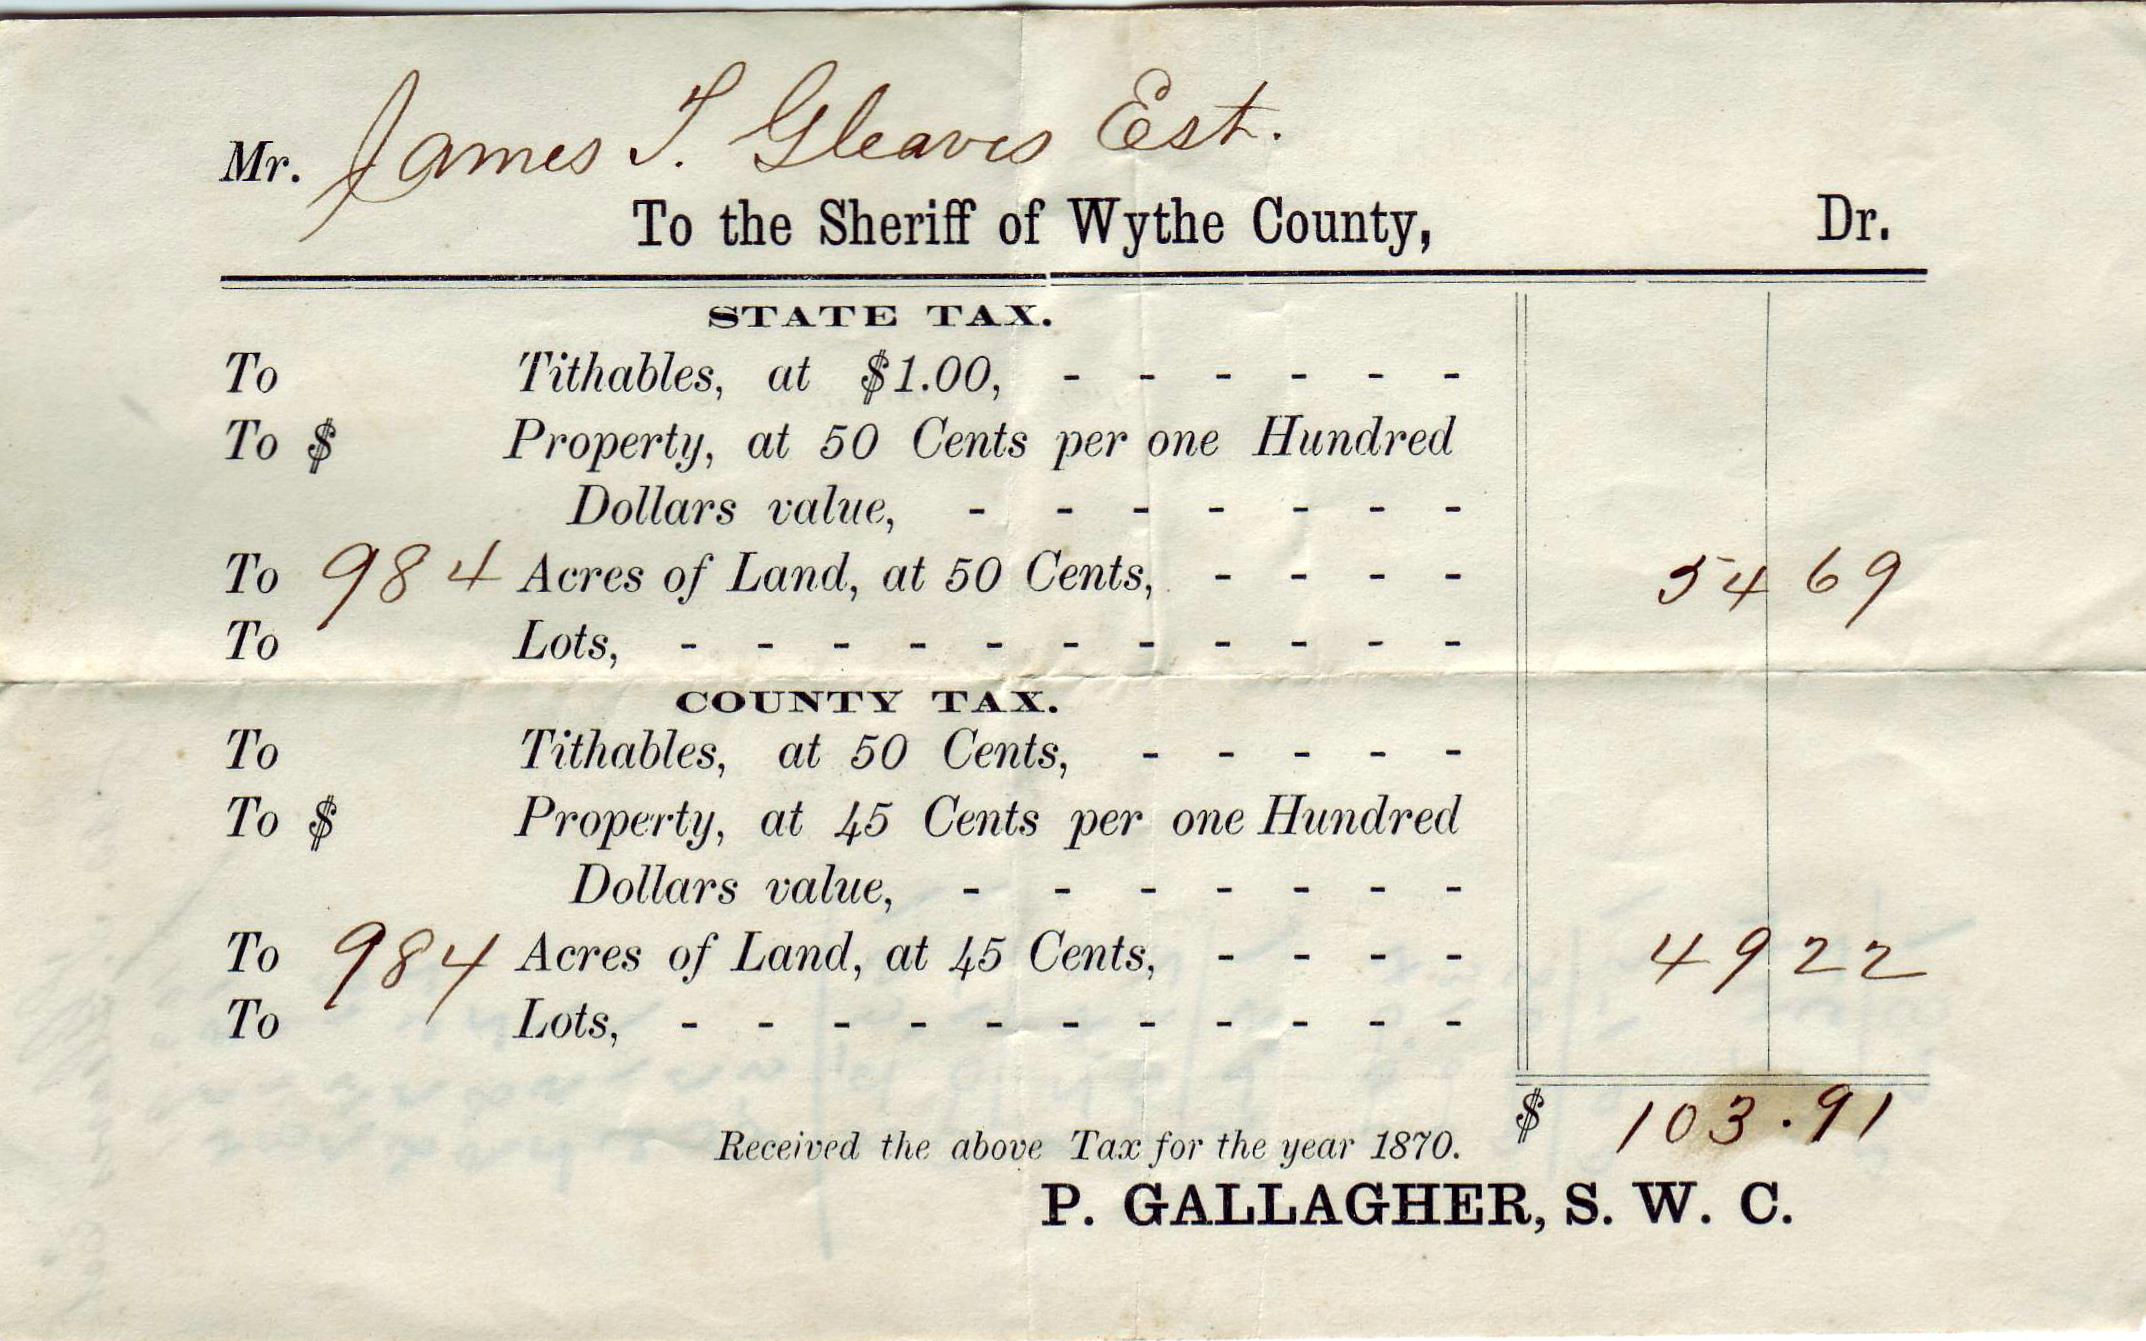 Mr. James T. Gleaves Est.
To the Sheriff of Wythe County, Dr.
STATE TAX.
To Tithables, at $1.00, - - - - - -
To $ Property, at 50 Cents per one Hundred
Dollars value, - - - - - - -
To 984 Acres of Land, at 50 Cents, - - - - 54 69
To Lots, - - - - - - - - - - -
COUNTY TAX.
To Tithables, at 50 Cents, - - - - -
To $ Property, at 45 Cents per one Hundred
Dollars value, - - - - - - -
To 984 Acres of Land, at 45 Cents, - - - - 49 22
To Lots, - - - - - - - - - - -
$ 103.91
Received the above Tax for the year 1870.
P. GALLAGHER, S. W. C.